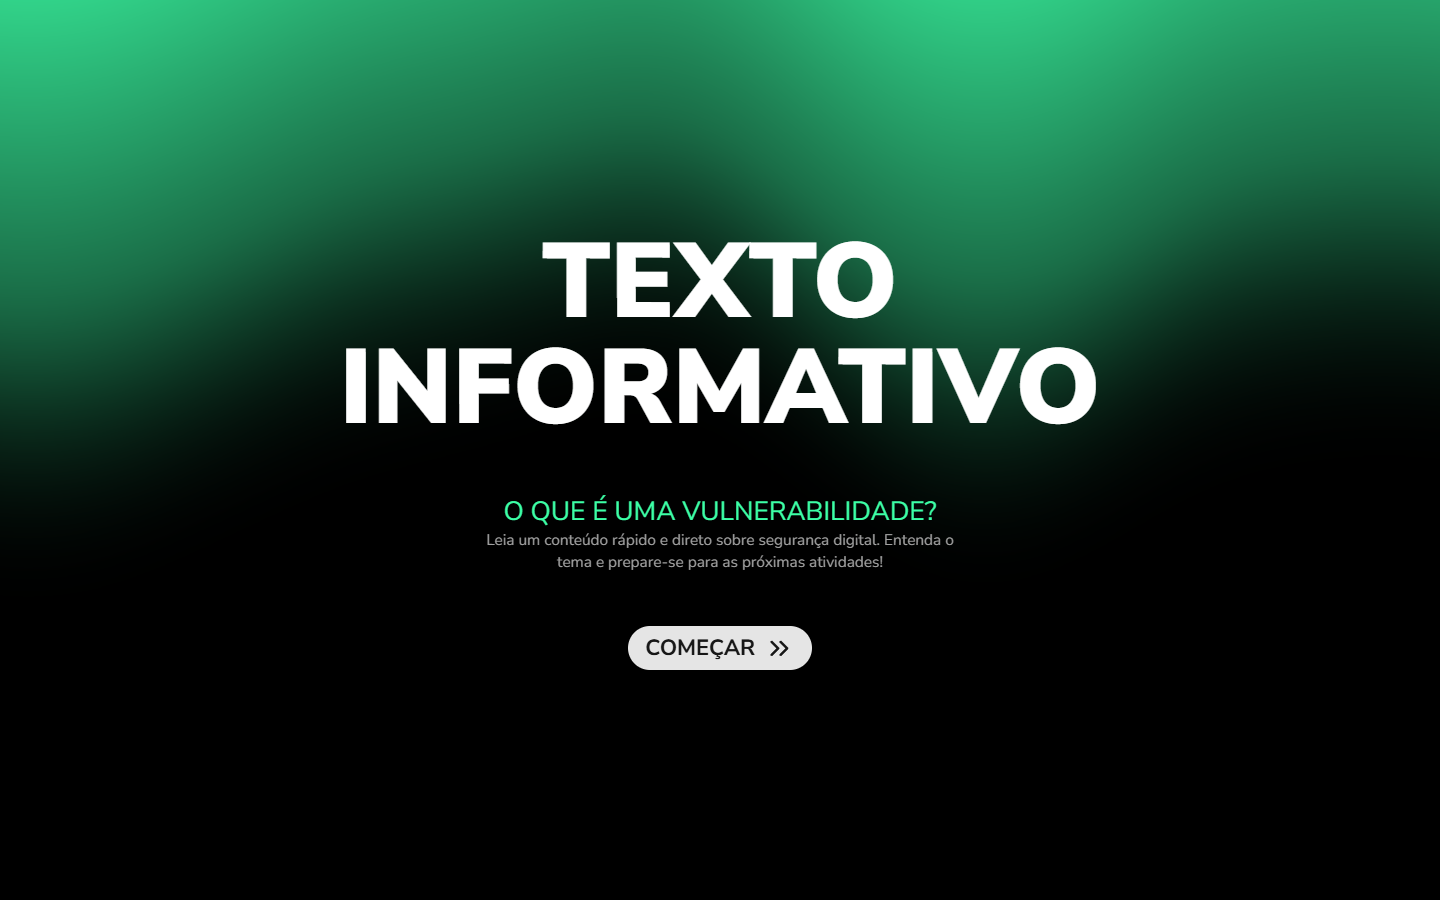 TEXTO
INFORMATIVO
O QUE É UMA VULNERABILIDADE?
Leia um conteúdo rápido e direto sobre segurança digital. Entenda o
tema e prepare-se para as próximas atividades!
COMEÇAR